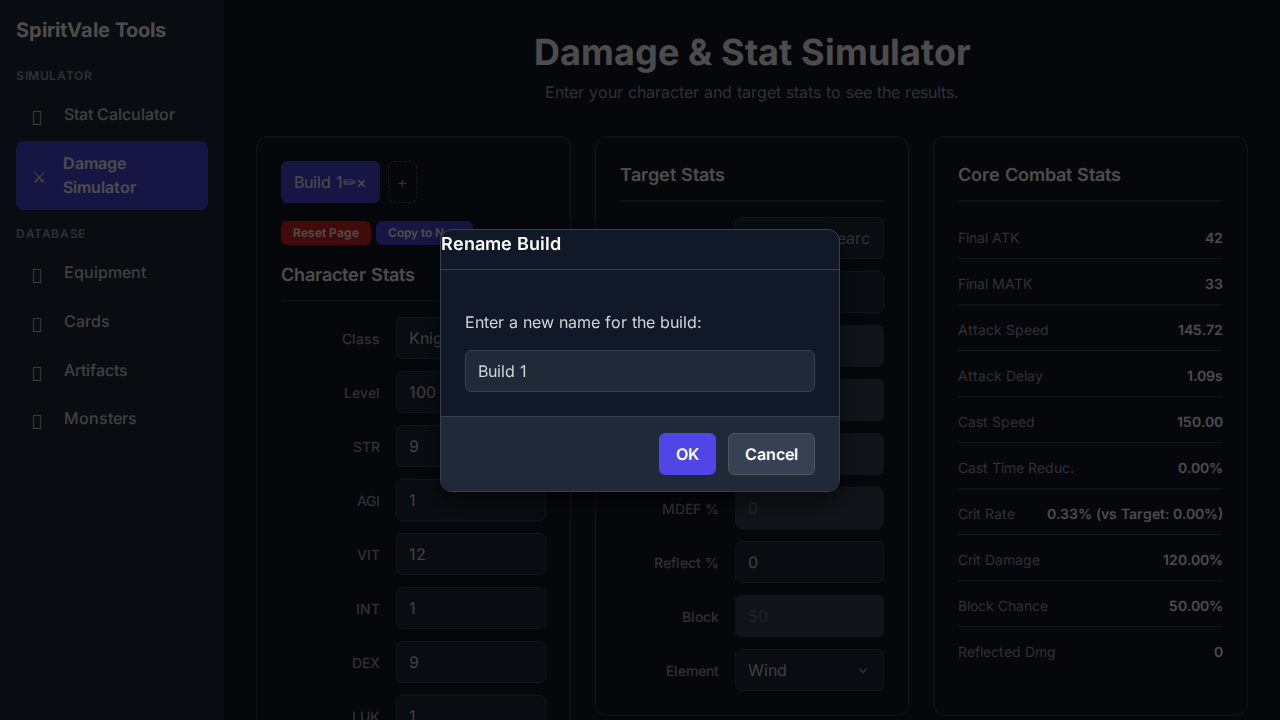 SpiritVale Tools
SIMULATOR
Stat Calculator
Damage
Simulator
DATABASE
Equipment
Cards
Artifacts
Monsters
Damage & Stat Simulator
Enter your character and target stats to see the results.
Build 1✏×
+
Reset Page
Copy to N
Character Stats
Class
Level 100
STR 9
AGI 1
VIT 12
INT 1
DEX 9
LUK 1
Rename Build
Enter a new name for the build:
Build 1
OK
Cancel
Target Stats
MDEF % 0
Reflect % 0
Block 50
Element Wind
Core Combat Stats
Final ATK 42
Final MATK 33
Attack Speed 145.72
Attack Delay 1.09s
Cast Speed 150.00
Cast Time Reduc. 0.00%
Crit Rate 0.33% (vs Target: 0.00%)
Crit Damage 120.00%
Block Chance 50.00%
Reflected Dmg 0